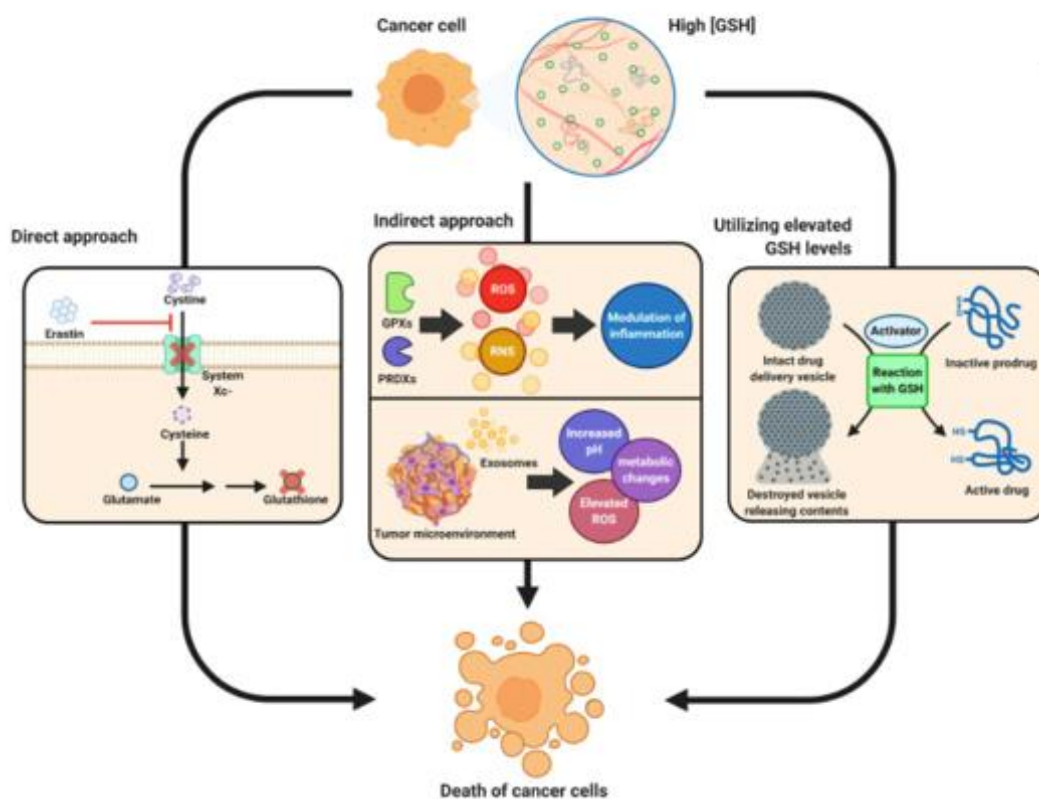 Cancer cell
High [GSH]
Direct approach
Cystine
Erastin
System
Xc-
Cysteine
Glutamate
Glutathione
Indirect approach
GPXs
PRDXs
ROS
RNS
Modulation of
inflammation
Exosomes
Tumor microenvironment
Increased
pH
metabolic
changes
Elevated
ROS
Utilizing elevated
GSH levels
Intact drug
delivery vesicle
Activator
Reaction
with GSH
Inactive prodrug
Destroyed vesicle
releasing contents
HS
HS
Active drug
Death of cancer cells